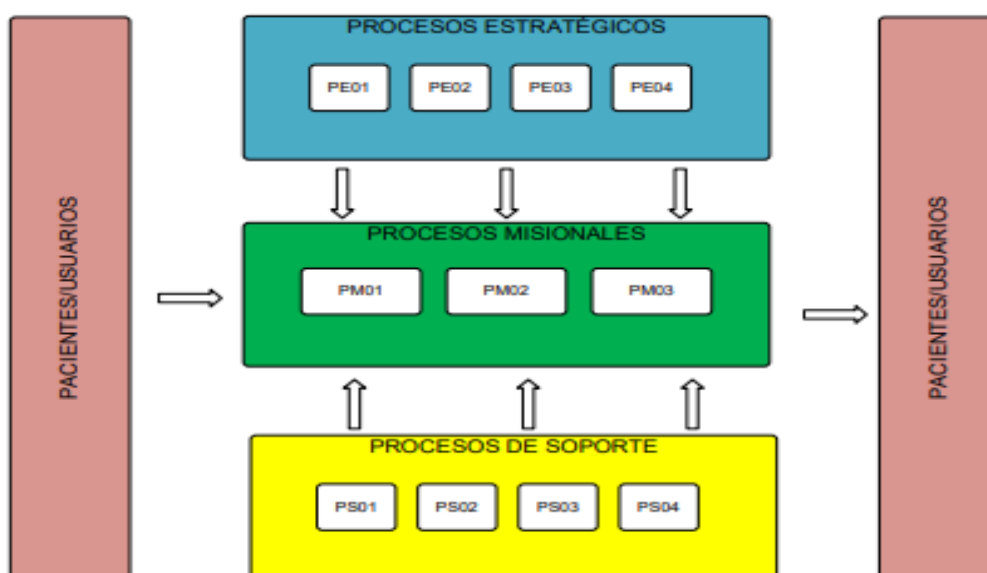 PROCESOS ESTRATÉGICOS
PE01 PE02 PE03 PE04
PACIENTES/USUARIOS
PROCESOS MISIONALES
PM01 PM02 PM03
PACIENTES/USUARIOS
PROCESOS DE SOPORTE
PS01 PS02 PS03 PS04